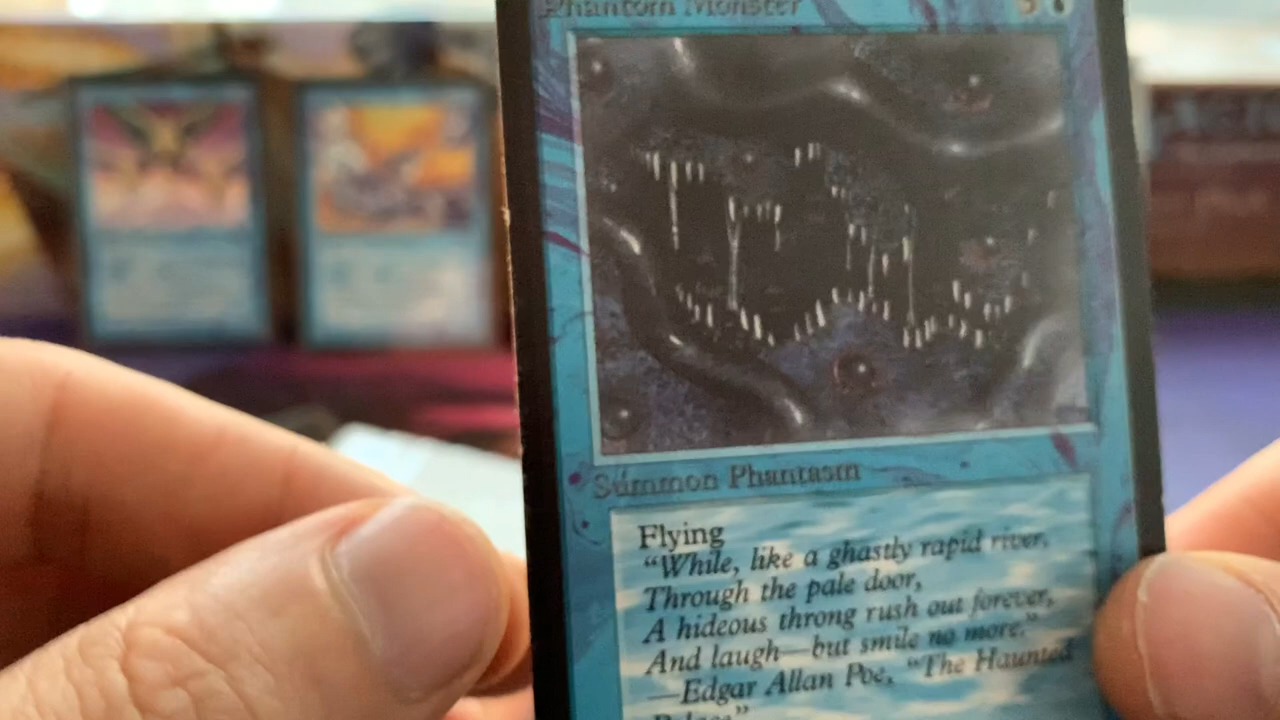 Phantom Monster
Summon Phantasm
Flying
"While, like a ghastly rapid river,
Through the pale door,
A hideous throng rush out forever,
And laugh—but smile no more."
—Edgar Allan Poe, "The Haunted
Palace"